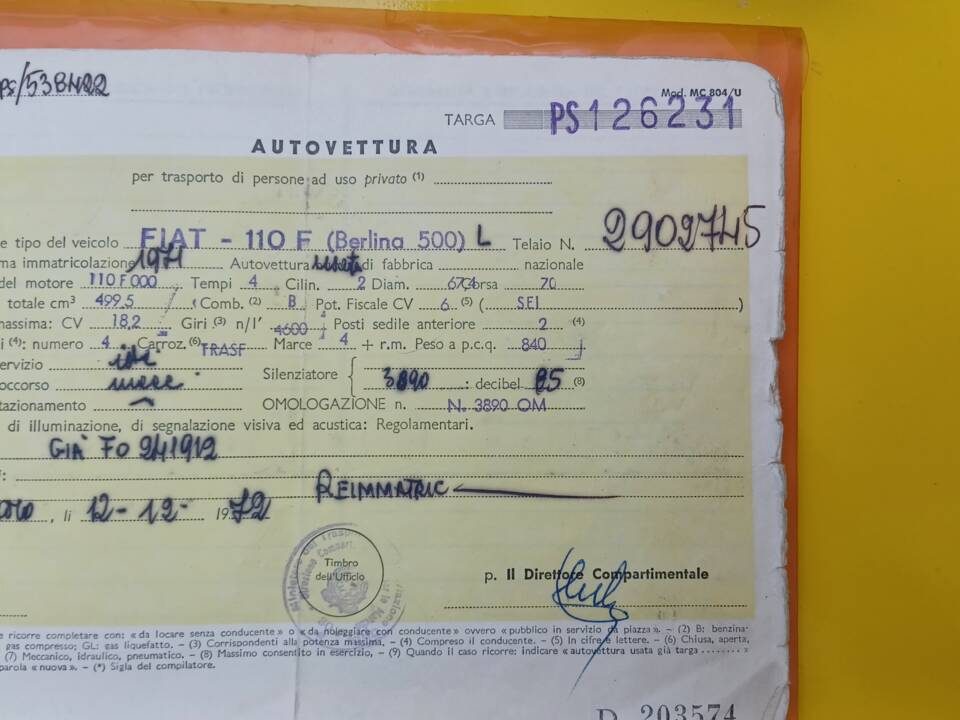 PS/538422
Mod. MC 804/U
TARGA PS126231
AUTOVETTURA
per trasporto di persone ad uso privato (1)
e tipo del veicolo FIAT - 110 F (Berlina 500) L Telaio N. 2902745
ma immatricolazione 1971 Autovettura usata di fabbrica nazionale
del motore 110F000 Tempi 4 Cilin. 2 Diam. 67,4 orsa 70
totale cm³ 499,5 Comb. (2) B Pot. Fiscale CV 6 (5) ( SEI )
nassima: CV 18,2 Giri (3) n/1' 4600 Posti sedile anteriore 2 (4)
i (4): numero 4 Carroz. (6) TRASF Marce 4 + r.m. Peso a p.c.q. 840
ervizio
occorso Silenziatore 3890 : decibel 85 (8)
tazionamento OMOLOGAZIONE n. N. 3890 OM
di illuminazione, di segnalazione visiva ed acustica: Regolamentari.
GIÀ FO 241912
REIMMATRIC
, li 12-12- 1972
Timbro
dell'Ufficio
p. Il Direttore Compartimentale
e ricorre completare con: «da locare senza conducente» o «da noleggiare con conducente» ovvero «pubblico in servizio da piazza». – (2) B: benzina-
gas compresso; GL: gas liquefatto. – (3) Corrispondenti alla potenza massima. – (4) Compreso il conducente. – (5) In cifre e lettere. – (6) Chiusa, aperta,
(7) Meccanico, idraulico, pneumatico. – (8) Massimo consentito in esercizio, – (9) Quando il caso ricorre: indicare «autovettura usata già targa ........ »
parola «nuova». – (*) Sigla del compilatore.
D 203574